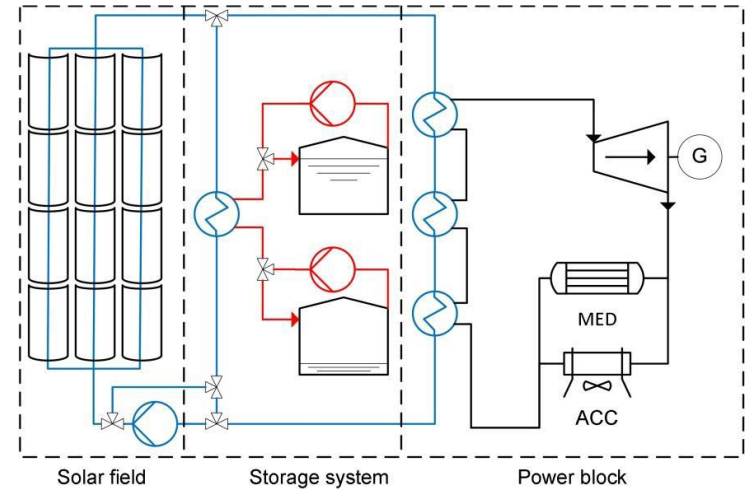 G
MED
ACC
Solar field
Storage system
Power block